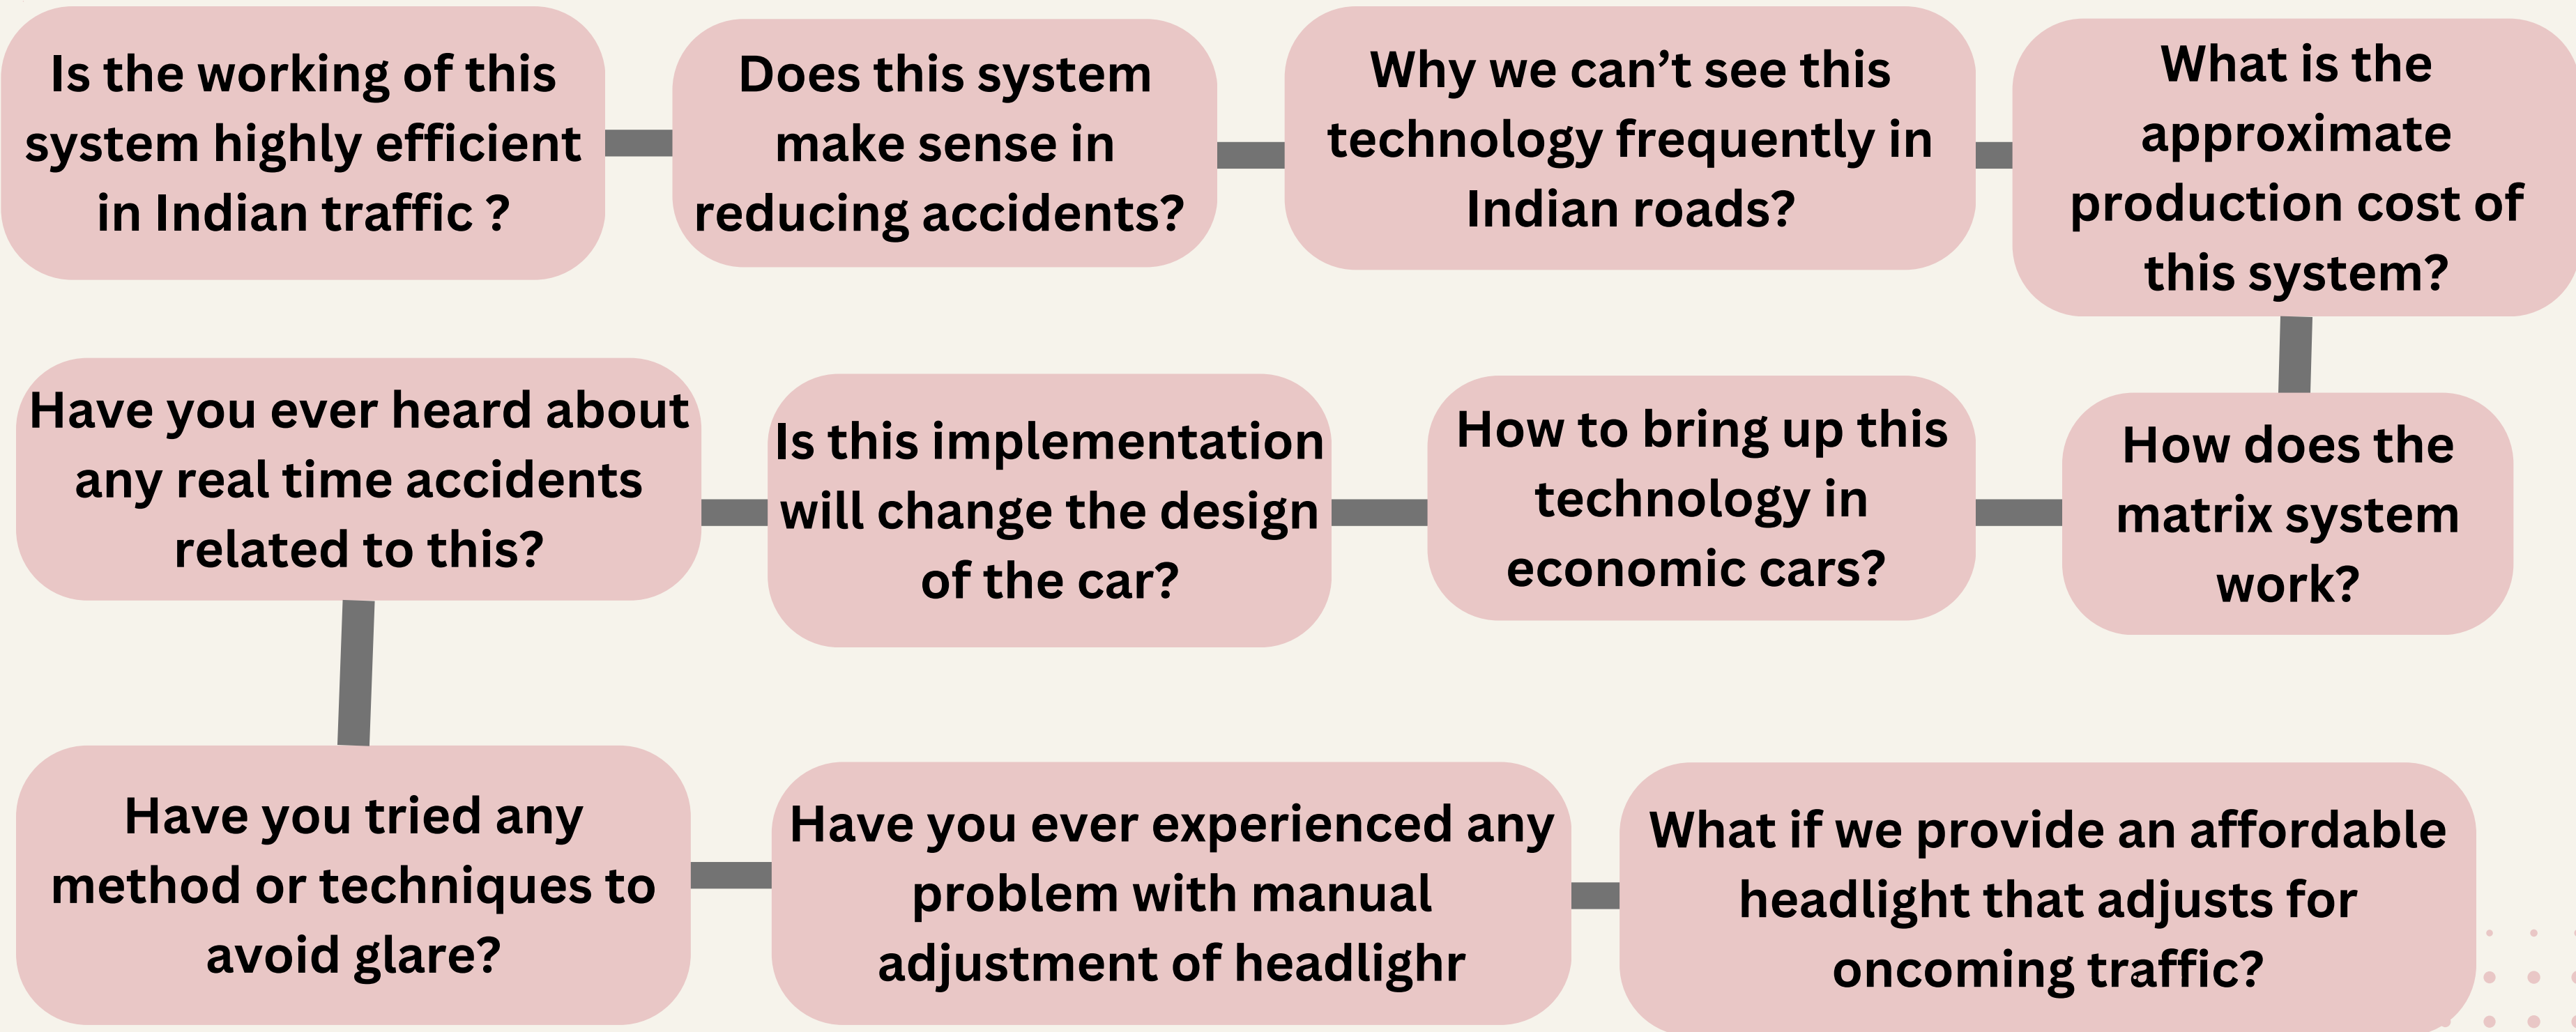 Is the working of this
system highly efficient
in Indian traffic ?
Does this system
make sense in
reducing accidents?
Why we can’t see this
technology frequently in
Indian roads?
What is the
approximate
production cost of
this system?
How does the
matrix system
work?
How to bring up this
technology in
economic cars?
Is this implementation
will change the design
of the car?
Have you ever heard about
any real time accidents
related to this?
Have you tried any
method or techniques to
avoid glare?
Have you ever experienced any
problem with manual
adjustment of headlighr
What if we provide an affordable
headlight that adjusts for
oncoming traffic?